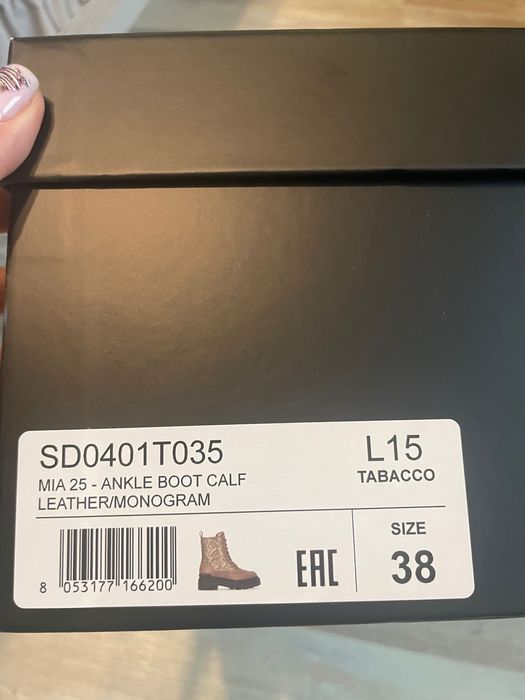 SD0401T035
L15
MIA 25 - ANKLE BOOT CALF
LEATHER/MONOGRAM
TABACCO
8 053177 166200
EAC
SIZE
38